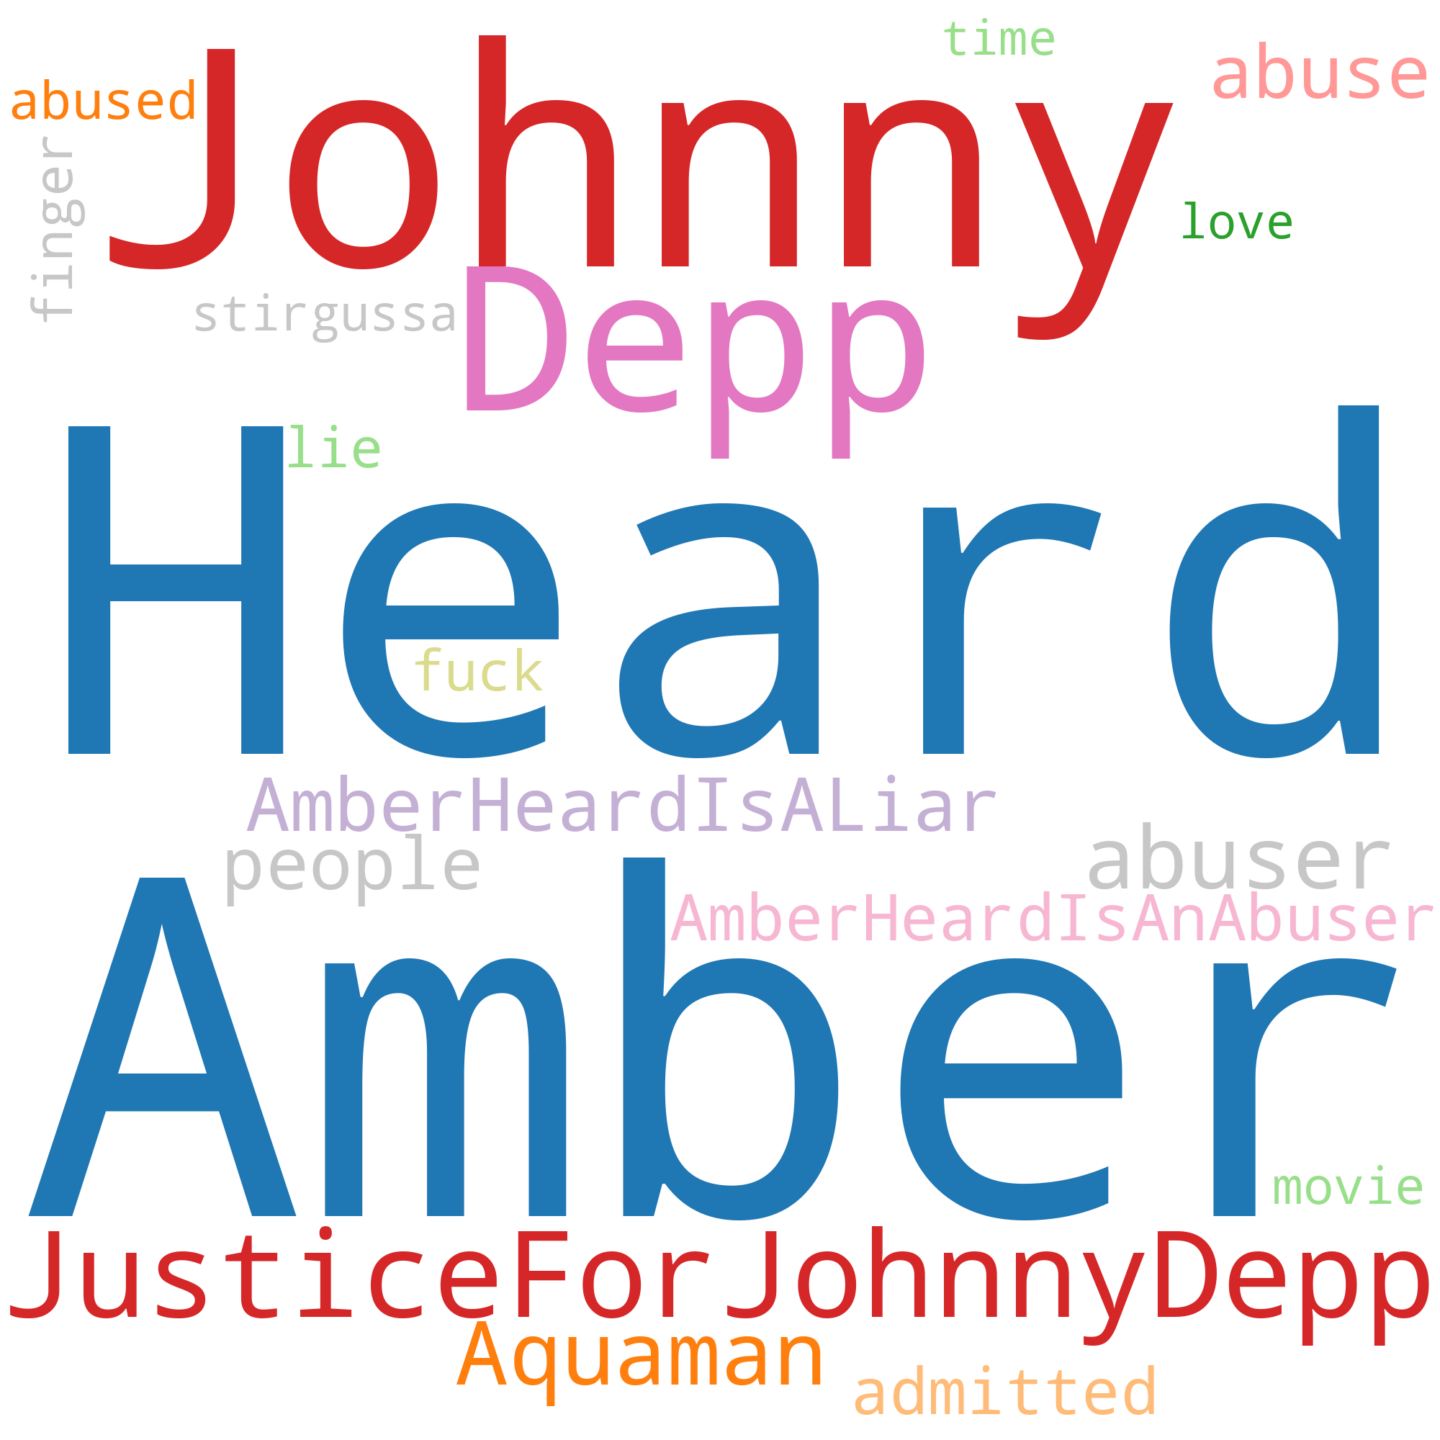 time
abuse
abused
Johnny
finger
love
stirgussa
Depp
lie
Heard
fuck
AmberHeardIsALiar
people
abuser
AmberHeardIsAnAbuser
Amber
movie
JusticeForJohnnyDepp
Aquaman
admitted